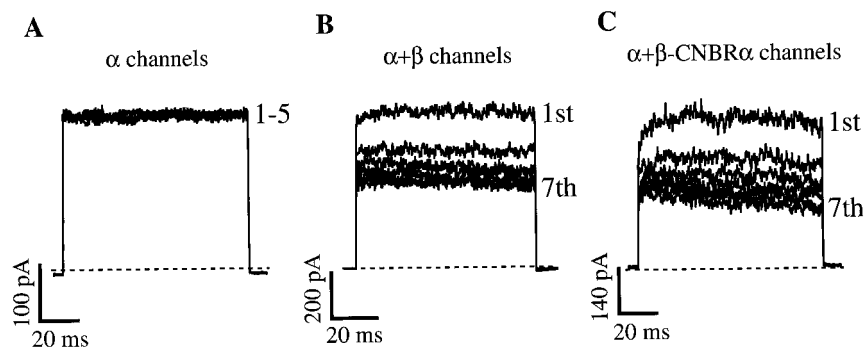 A
α channels
1-5
100 pA
20 ms
B
α+β channels
1st
7th
200 pA
20 ms
C
α+β-CNBRα channels
1st
7th
140 pA
20 ms